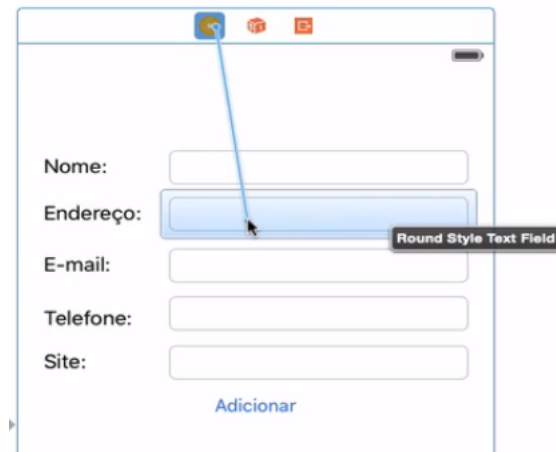 Nome:
Endereço:
Round Style Text Field
E-mail:
Telefone:
Site:
Adicionar